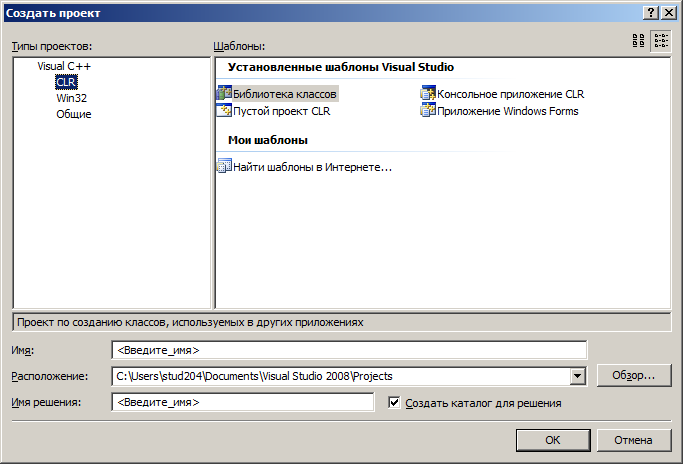 Создать проект
Типы проектов:
Шаблоны:
Visual C++
CLR
Win32
Общие
Установленные шаблоны Visual Studio
Библиотека классов
Консольное приложение CLR
Пустой проект CLR
Приложение Windows Forms
Мои шаблоны
Найти шаблоны в Интернете...
Проект по созданию классов, используемых в других приложениях
Имя:
<Введите_имя>
Расположение:
C:\Users\stud204\Documents\Visual Studio 2008\Projects
Обзор...
Имя решения:
<Введите_имя>
Создать каталог для решения
ОК
Отмена